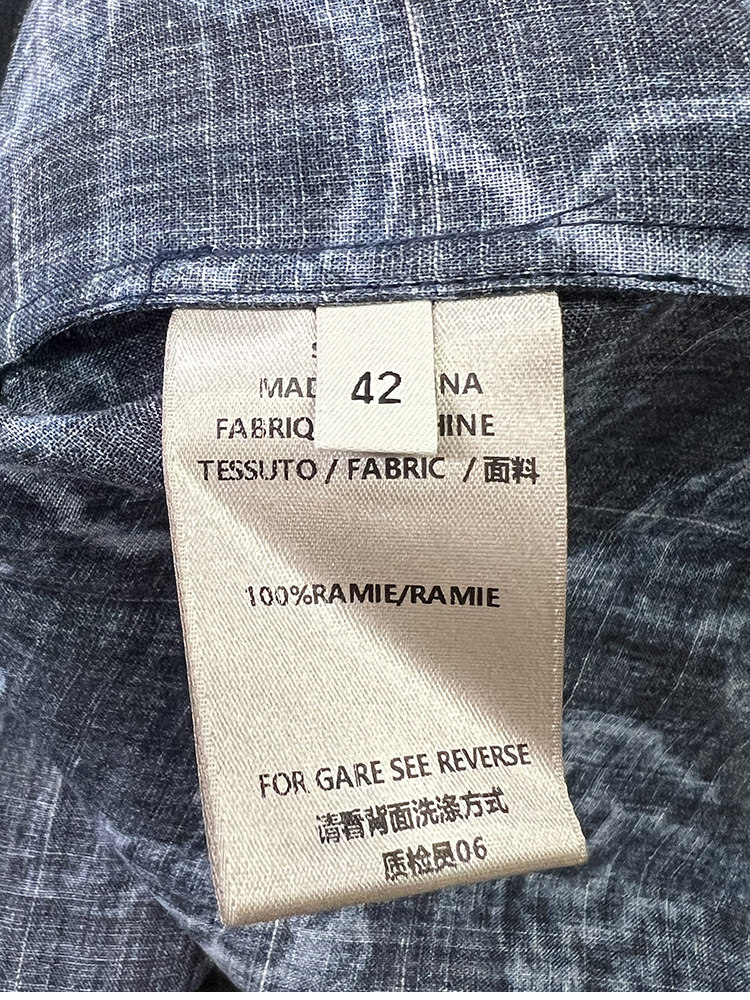 42
MAD NA
FABRIQ HINE
TESSUTO / FABRIC / 面料
100%RAMIE/RAMIE
FOR GARE SEE REVERSE
请看背面洗涤方式
质检员06